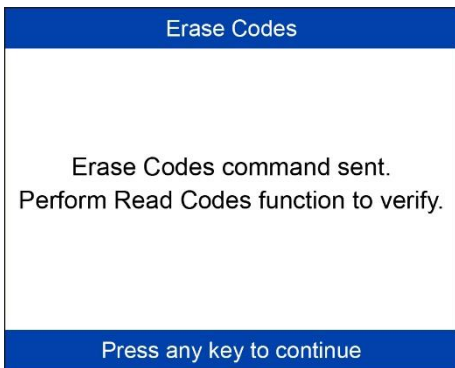 Erase Codes
Erase Codes command sent.
Perform Read Codes function to verify.
Press any key to continue